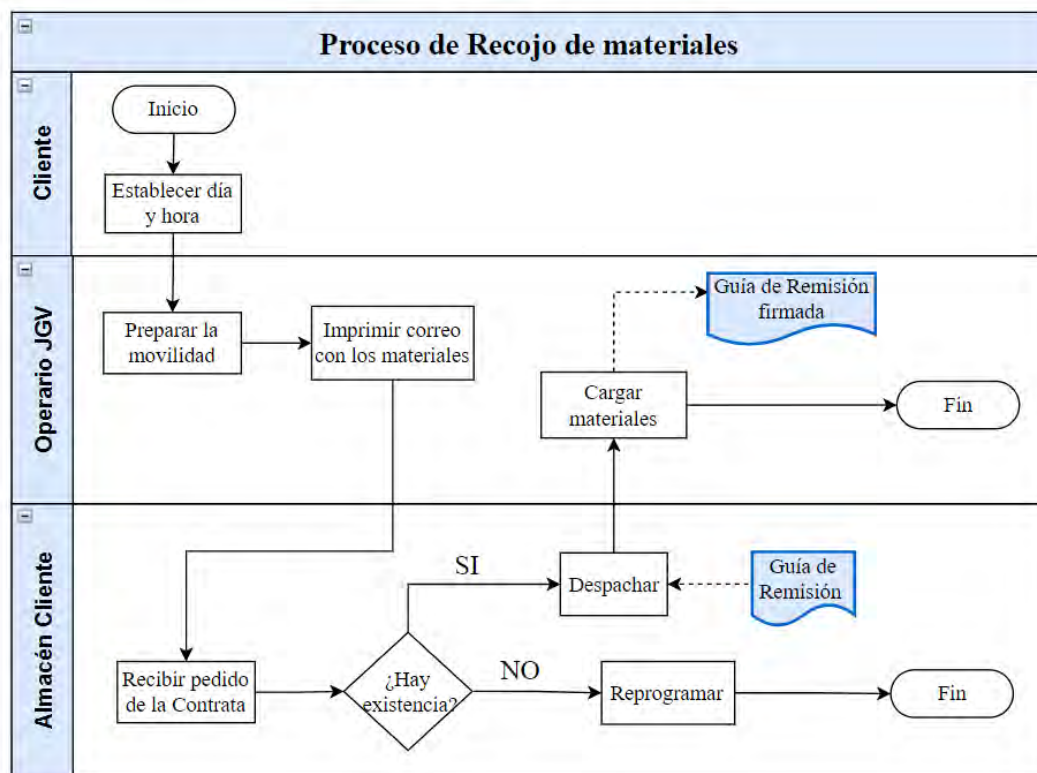 Proceso de Recojo de materiales
Cliente
Inicio
Establecer día
y hora
Operario JGV
Preparar la
movilidad
Imprimir correo
con los materiales
Guía de Remisión
firmada
Cargar
materiales
Fin
Almacén Cliente
SI
Despachar
Guía de
Remisión
Recibir pedido
de la Contrata
¿Hay
existencia?
NO
Reprogramar
Fin